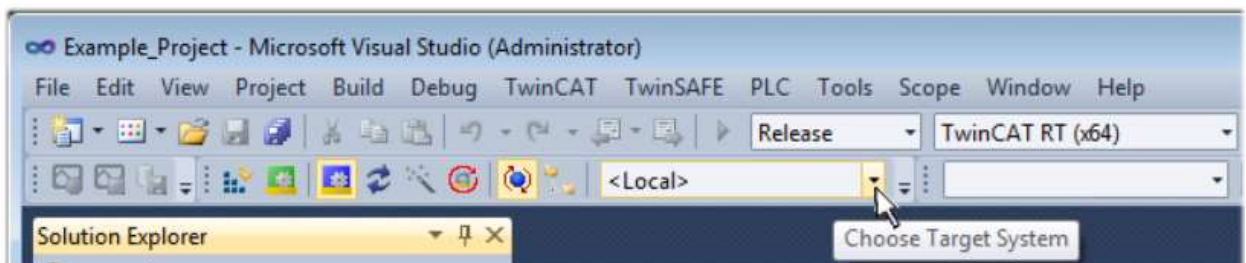 Example_Project - Microsoft Visual Studio (Administrator)
File Edit View Project Build Debug TwinCAT TwinSAFE PLC Tools Scope Window Help
Release TwinCAT RT (x64)
<Local>
Solution Explorer
Choose Target System